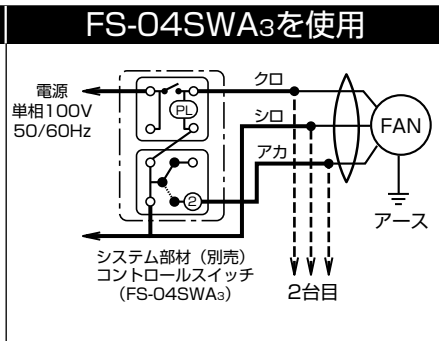 FS-04SWA₃を使用
電源
単相100V
50/60Hz
PL
クロ
シロ
アカ
FAN
アース
2
システム部材（別売）
コントロールスイッチ
（FS-04SWA₃）
2台目